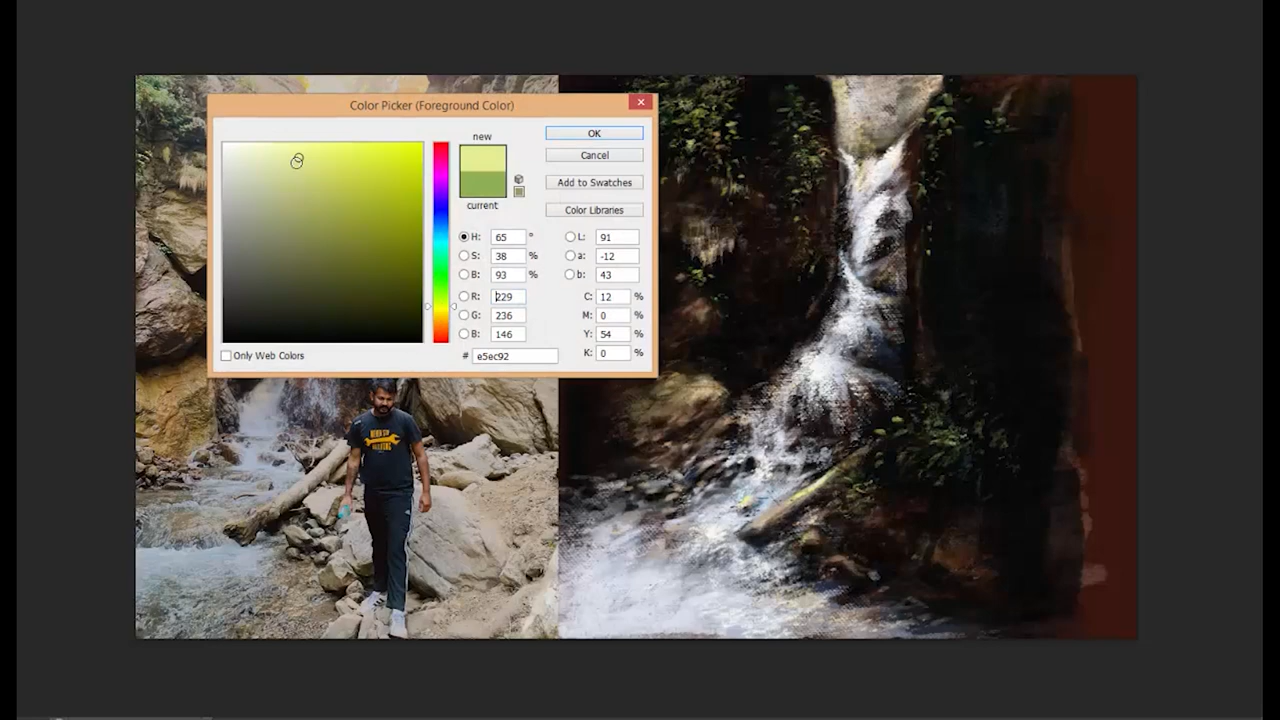 Color Picker (Foreground Color)
new
current
OK
Cancel
Add to Swatches
Color Libraries
H: 65 °
S: 38 %
B: 93 %
R: 229
G: 236
B: 146
# e5ec92
L: 91
a: -12
b: 43
C: 12 %
M: 0 %
Y: 54 %
K: 0 %
Only Web Colors